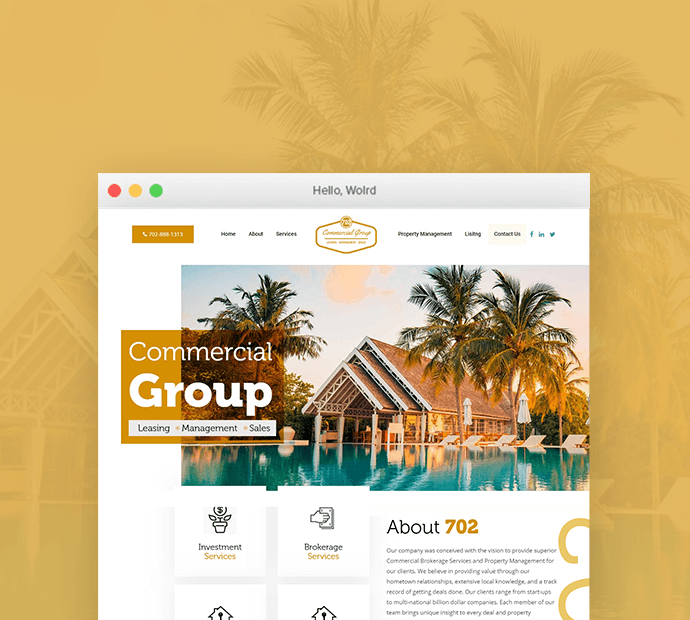 Hello, Wolrd
702-888-1313
Home About Services
702
Commercial Group
Property Management Lisitng Contact Us
Commercial
Group
Leasing Management Sales
Investment
Services
Brokerage
Services
About 702
Our company was conceived with the vision to provide superior
Commercial Brokerage Services and Property Management for
our clients. We believe in providing value through our
hometown relationships, extensive local knowledge, and a track
record of getting deals done. Our clients range from start-ups
to multi-national billion dollar companies. Each member of our
team brings unique insight to every deal and property